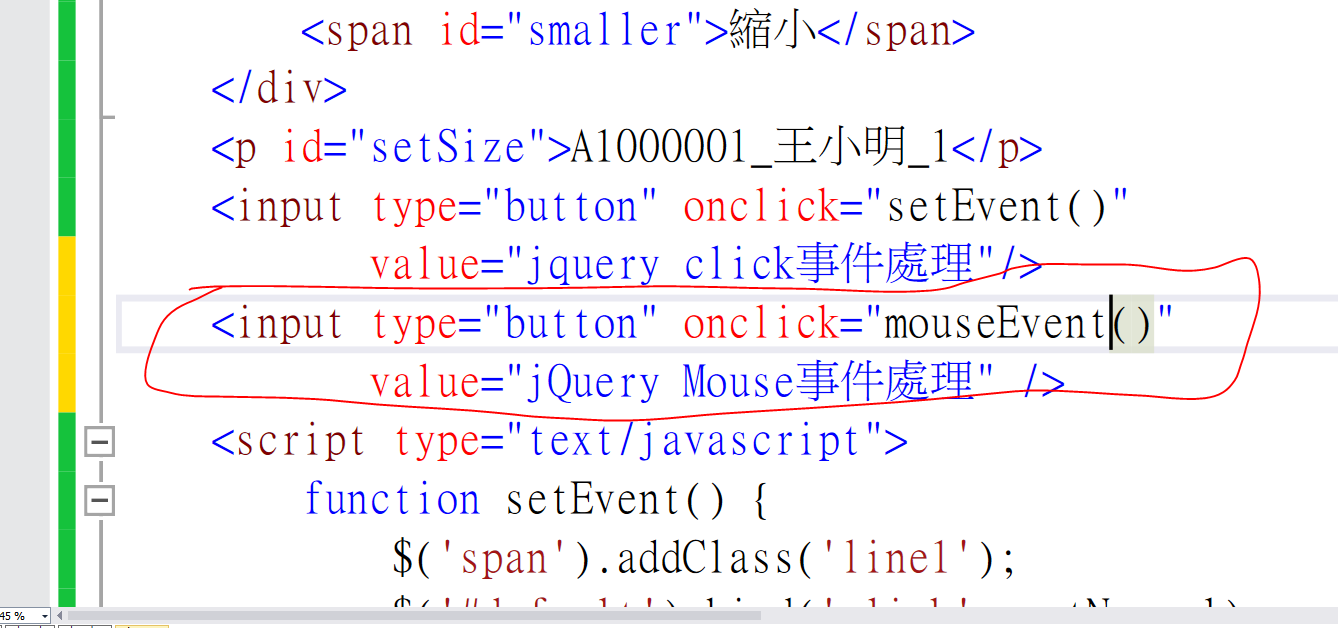 <span id="smaller">縮小</span>
</div>
<p id="setSize">A1000001_王小明_1</p>
<input type="button" onclick="setEvent()"
value="jquery click事件處理"/>
<input type="button" onclick="mouseEvent()"
value="jQuery Mouse事件處理" />
<script type="text/javascript">
function setEvent() {
$('span').addClass('line1');
45 %